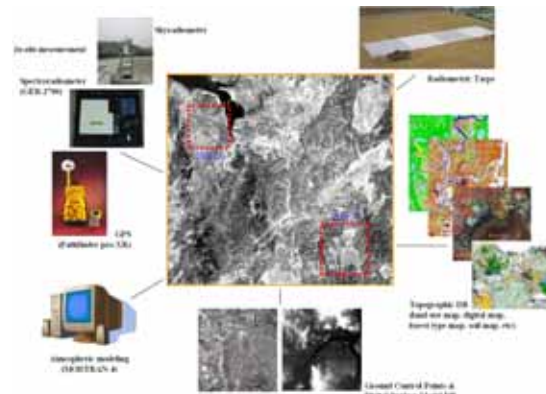 Skyradiometer
In-situ measurement
Spectroradiometer
(GER-2700)
Radiometric Tarps
GPS
(Pathfinder pro XR)
Topographic DB
(land use map, digital map,
forest type map, soil map, etc)
Atmospheric modeling
(MODTRAN 4)
Ground Control Points &